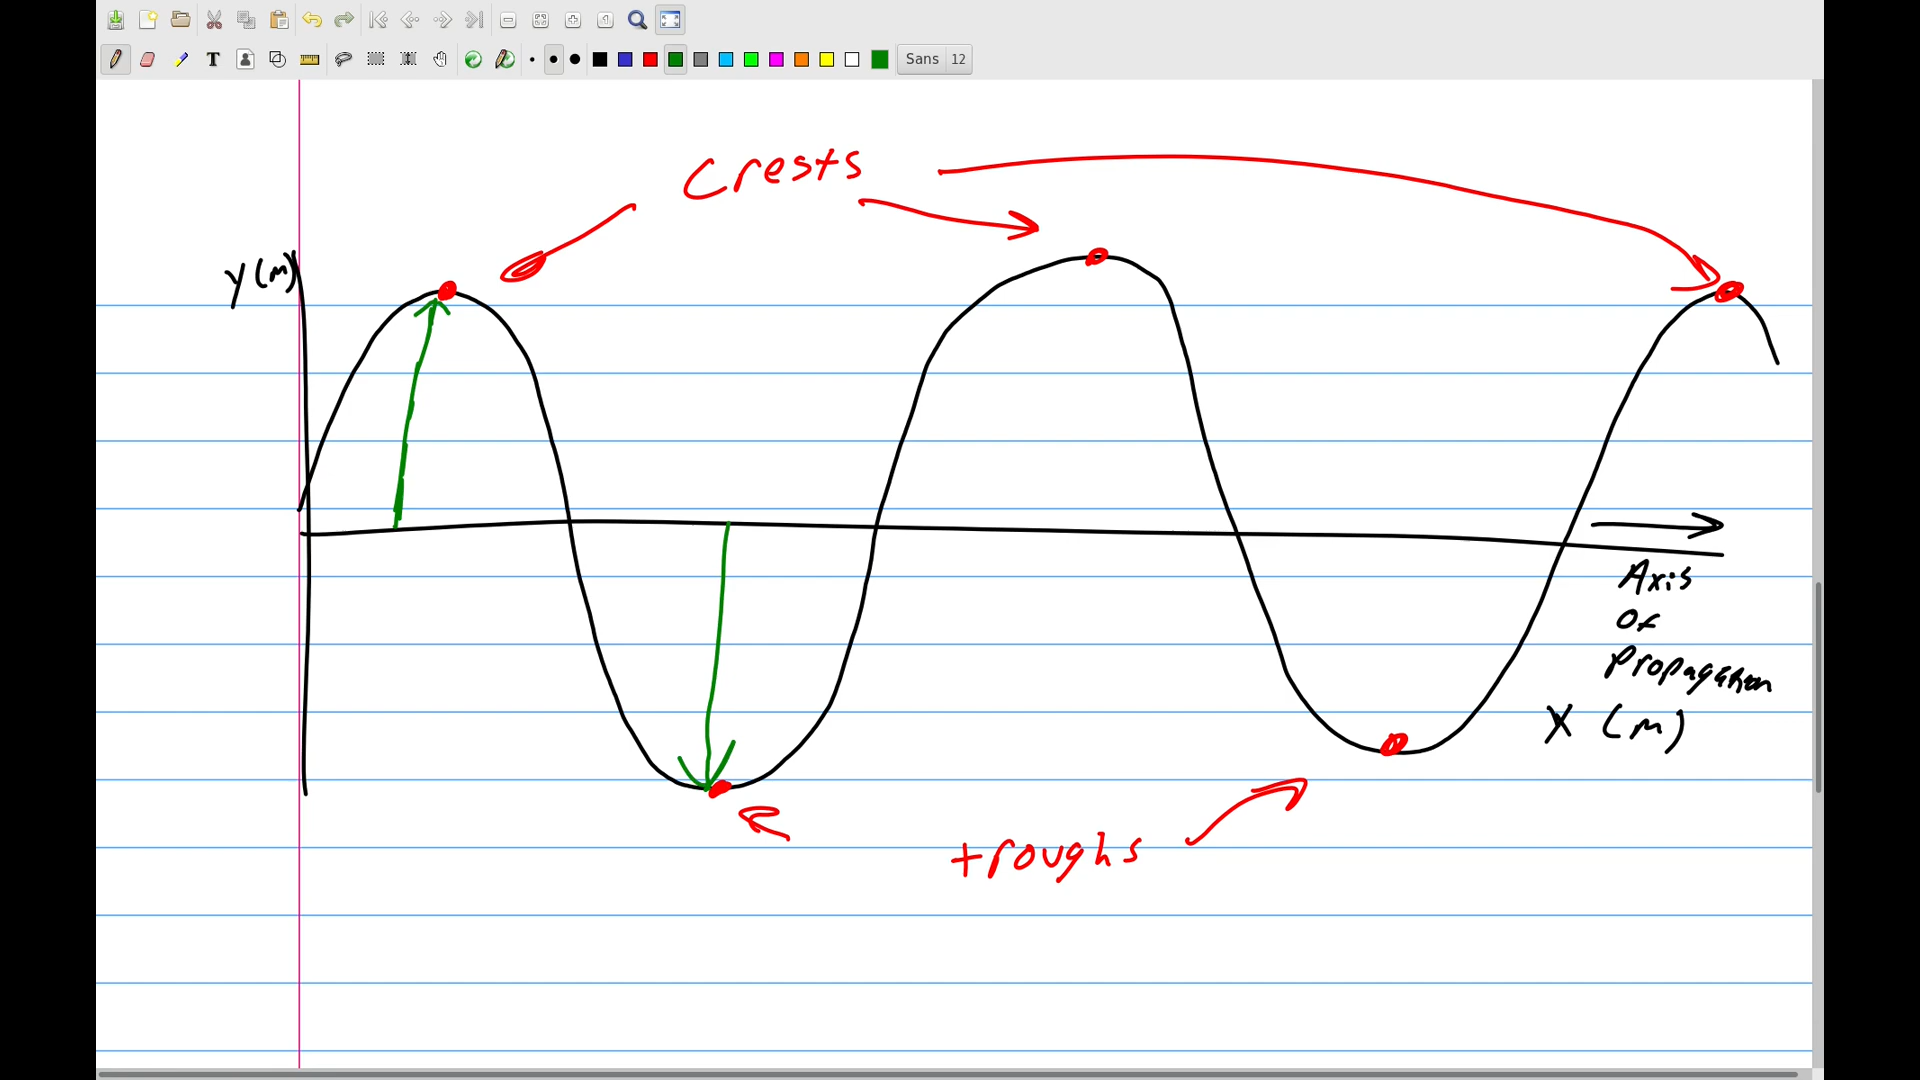 Sans 12
Crests
y(m)
Axis
Of
Propagation
X (m)
troughs